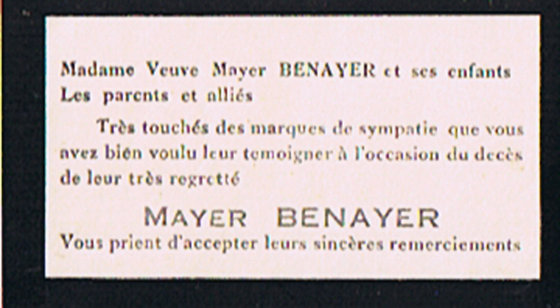 Madame Veuve Mayer BENAYER et ses enfants
Les parents et alliés
Très touchés des marques de sympatie que vous
avez bien voulu leur temoigner à l'occasion du decès
de leur très regretté
MAYER BENAYER
Vous prient d'accepter leurs sincères remerciements